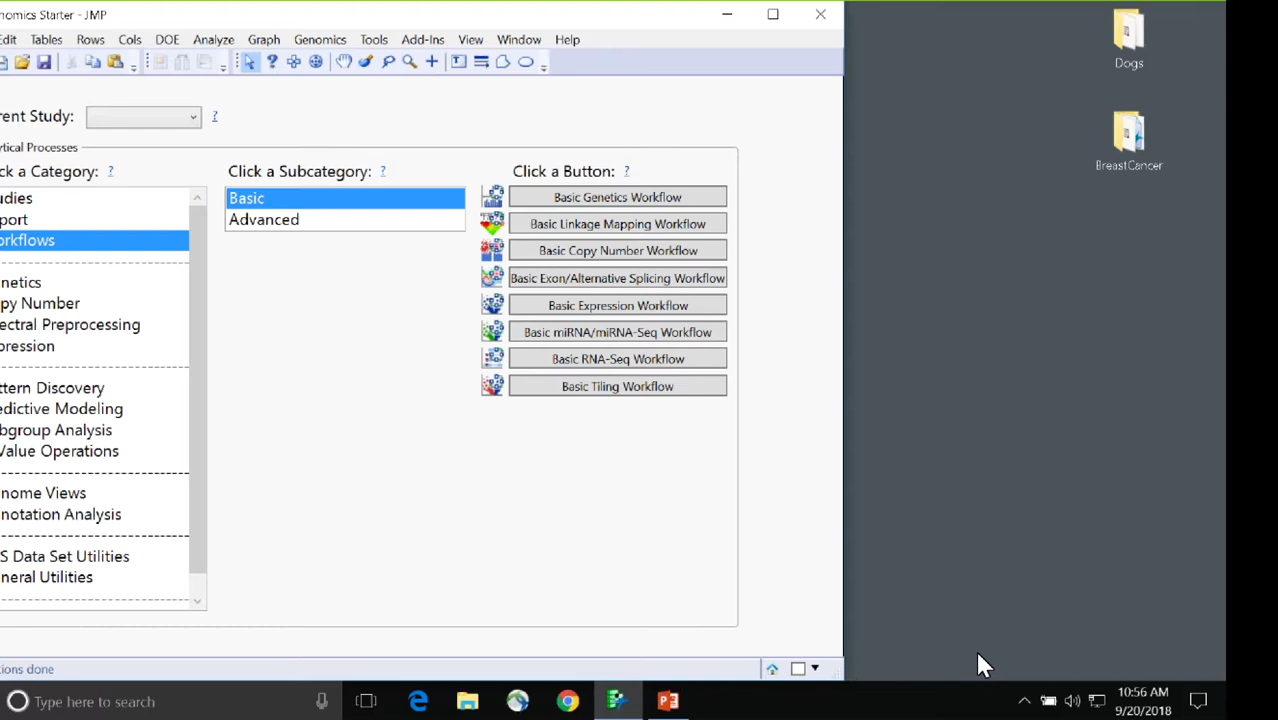 nomics Starter - JMP
Edit Tables Rows Cols DOE Analyze Graph Genomics Tools Add-Ins View Window Help
rent Study: ?
ytical Processes
ck a Category: ? Click a Subcategory: ? Click a Button: ?
udies
port
orkflows
netics
py Number
ectral Preprocessing
pression
ttern Discovery
edictive Modeling
bgroup Analysis
Value Operations
nome Views
notation Analysis
S Data Set Utilities
neral Utilities
Basic
Advanced
Basic Genetics Workflow
Basic Linkage Mapping Workflow
Basic Copy Number Workflow
Basic Exon/Alternative Splicing Workflow
Basic Expression Workflow
Basic miRNA/miRNA-Seq Workflow
Basic RNA-Seq Workflow
Basic Tiling Workflow
Dogs
BreastCancer
ions done
Type here to search
10:56 AM
9/20/2018